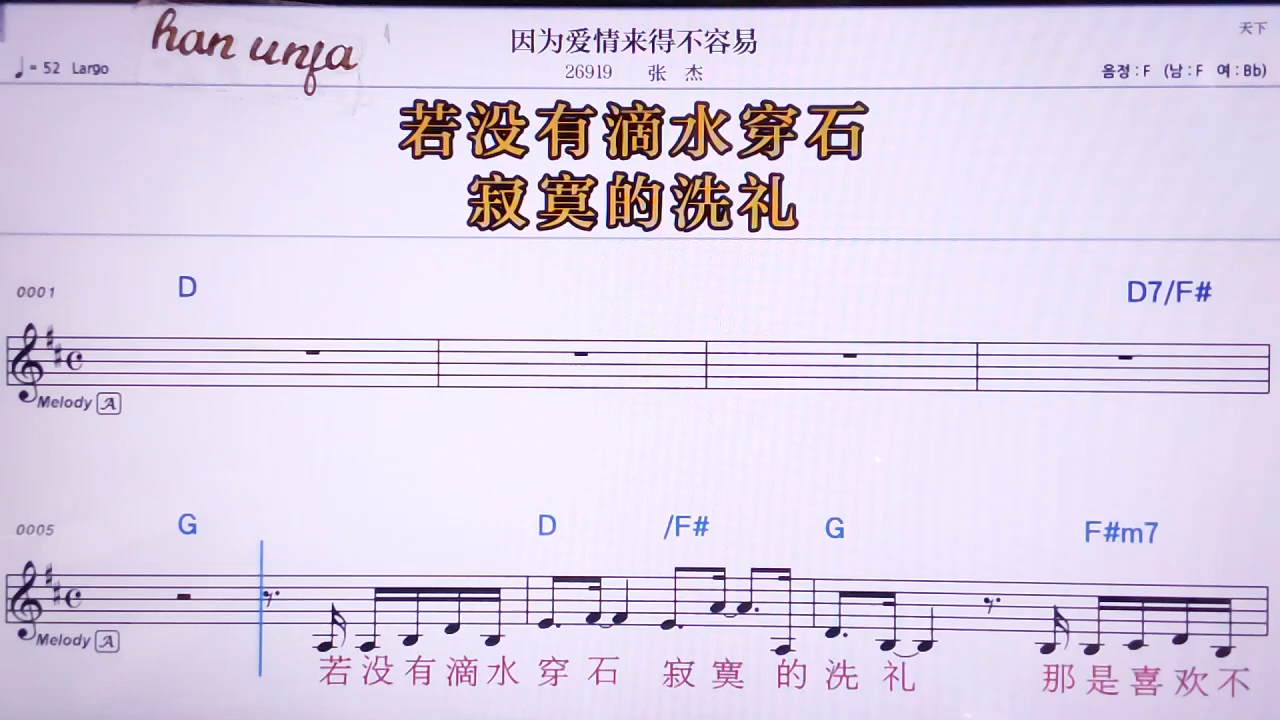 han unfa
因为爱情来得不容易
天下
♩= 52 Largo
26919 张 杰
음정 : F (남 : F 여 : Bb)
若没有滴水穿石
寂寞的洗礼
0001 D D7/F#
Melody A
0005 G D /F# G F#m7
Melody A
若没有滴水穿石 寂寞的洗礼 那是喜欢不